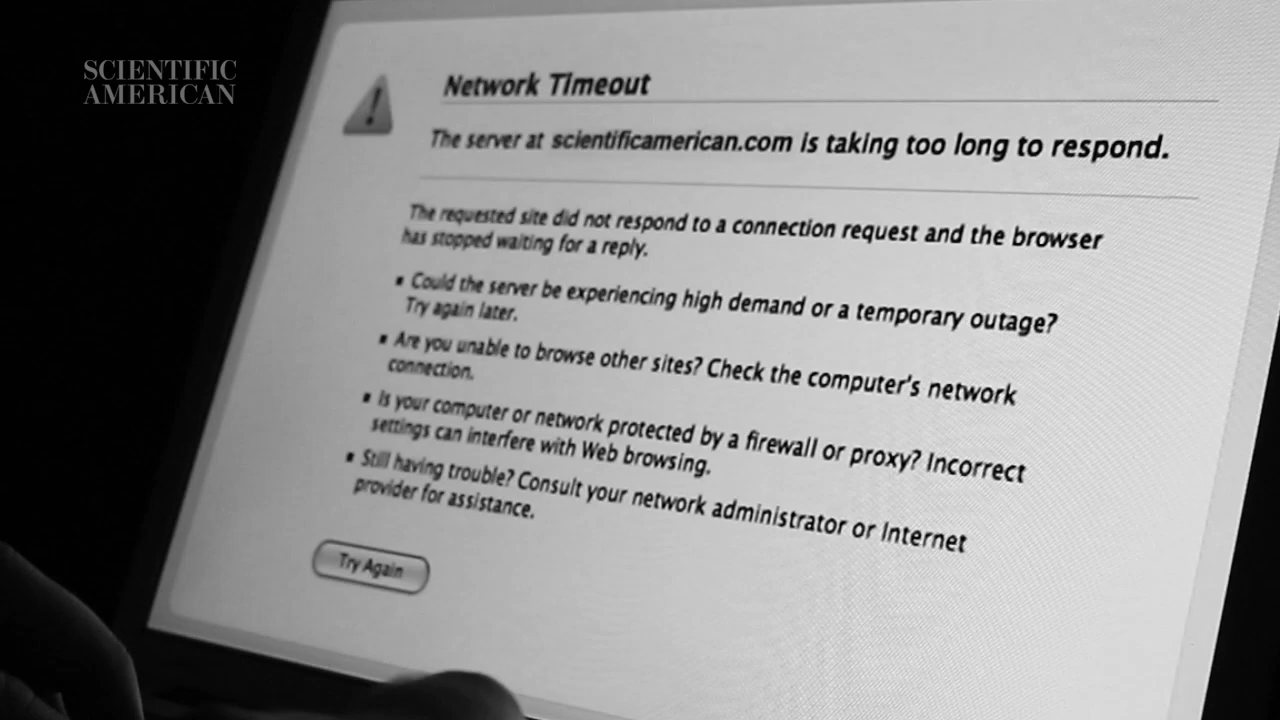 SCIENTIFIC
AMERICAN
Network Timeout
The server at scientificamerican.com is taking too long to respond.
The requested site did not respond to a connection request and the browser
has stopped waiting for a reply.
▪ Could the server be experiencing high demand or a temporary outage?
Try again later.
▪ Are you unable to browse other sites? Check the computer's network
connection.
▪ Is your computer or network protected by a firewall or proxy? Incorrect
settings can interfere with Web browsing.
▪ Still having trouble? Consult your network administrator or Internet
provider for assistance.
Try Again